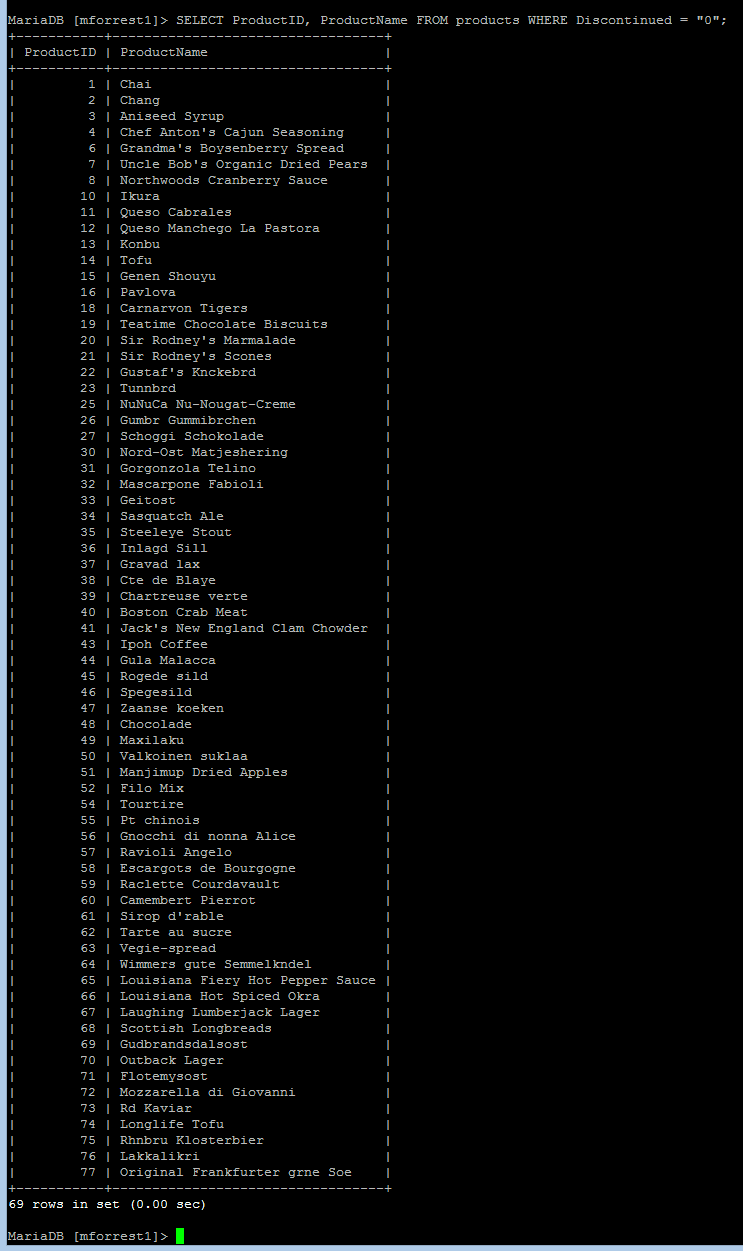 MariaDB [mforrest1]> SELECT ProductID, ProductName FROM products WHERE Discontinued = "0";
+-----------+----------------------------------+
| ProductID | ProductName                      |
+-----------+----------------------------------+
|         1 | Chai                             |
|         2 | Chang                            |
|         3 | Aniseed Syrup                    |
|         4 | Chef Anton's Cajun Seasoning     |
|         6 | Grandma's Boysenberry Spread     |
|         7 | Uncle Bob's Organic Dried Pears  |
|         8 | Northwoods Cranberry Sauce       |
|        10 | Ikura                            |
|        11 | Queso Cabrales                   |
|        12 | Queso Manchego La Pastora        |
|        13 | Konbu                            |
|        14 | Tofu                             |
|        15 | Genen Shouyu                     |
|        16 | Pavlova                          |
|        18 | Carnarvon Tigers                 |
|        19 | Teatime Chocolate Biscuits       |
|        20 | Sir Rodney's Marmalade           |
|        21 | Sir Rodney's Scones              |
|        22 | Gustaf's Knckebrd                |
|        23 | Tunnbrd                          |
|        25 | NuNuCa Nu-Nougat-Creme           |
|        26 | Gumbr Gummibrchen                |
|        27 | Schoggi Schokolade               |
|        30 | Nord-Ost Matjeshering            |
|        31 | Gorgonzola Telino                |
|        32 | Mascarpone Fabioli               |
|        33 | Geitost                          |
|        34 | Sasquatch Ale                    |
|        35 | Steeleye Stout                   |
|        36 | Inlagd Sill                      |
|        37 | Gravad lax                       |
|        38 | Cte de Blaye                     |
|        39 | Chartreuse verte                 |
|        40 | Boston Crab Meat                 |
|        41 | Jack's New England Clam Chowder  |
|        43 | Ipoh Coffee                      |
|        44 | Gula Malacca                     |
|        45 | Rogede sild                      |
|        46 | Spegesild                        |
|        47 | Zaanse koeken                    |
|        48 | Chocolade                        |
|        49 | Maxilaku                         |
|        50 | Valkoinen suklaa                 |
|        51 | Manjimup Dried Apples            |
|        52 | Filo Mix                         |
|        54 | Tourtire                         |
|        55 | Pt chinois                       |
|        56 | Gnocchi di nonna Alice           |
|        57 | Ravioli Angelo                   |
|        58 | Escargots de Bourgogne           |
|        59 | Raclette Courdavault             |
|        60 | Camembert Pierrot                |
|        61 | Sirop d'rable                    |
|        62 | Tarte au sucre                   |
|        63 | Vegie-spread                     |
|        64 | Wimmers gute Semmelkndel         |
|        65 | Louisiana Fiery Hot Pepper Sauce |
|        66 | Louisiana Hot Spiced Okra        |
|        67 | Laughing Lumberjack Lager        |
|        68 | Scottish Longbreads              |
|        69 | Gudbrandsdalsost                 |
|        70 | Outback Lager                    |
|        71 | Flotemysost                      |
|        72 | Mozzarella di Giovanni           |
|        73 | Rd Kaviar                        |
|        74 | Longlife Tofu                    |
|        75 | Rhnbru Klosterbier               |
|        76 | Lakkalikri                       |
|        77 | Original Frankfurter grne Soe    |
+-----------+----------------------------------+
69 rows in set (0.00 sec)
MariaDB [mforrest1]>